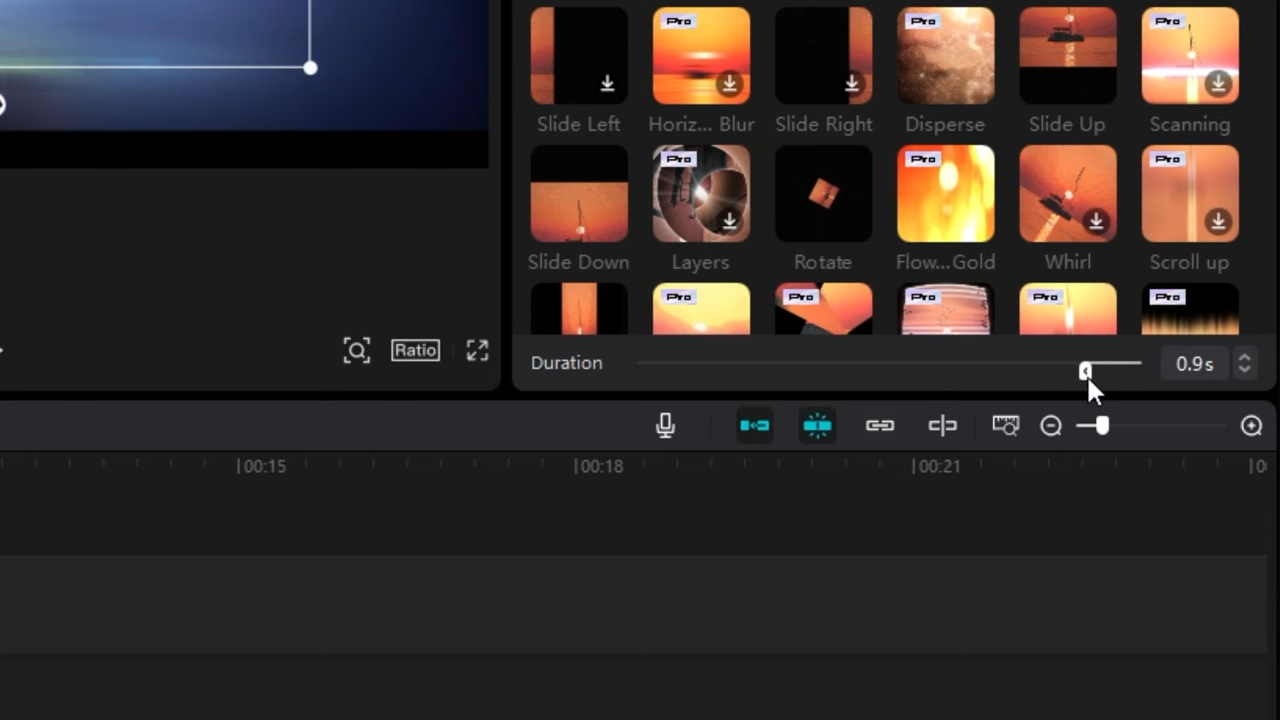 Pro Pro Pro
Slide Left Horiz... Blur Slide Right Disperse Slide Up Scanning
Pro Pro Pro
Slide Down Layers Rotate Flow...Gold Whirl Scroll up
Pro Pro Pro Pro Pro
Ratio
Duration 0.9s
00:15 00:18 00:21 00